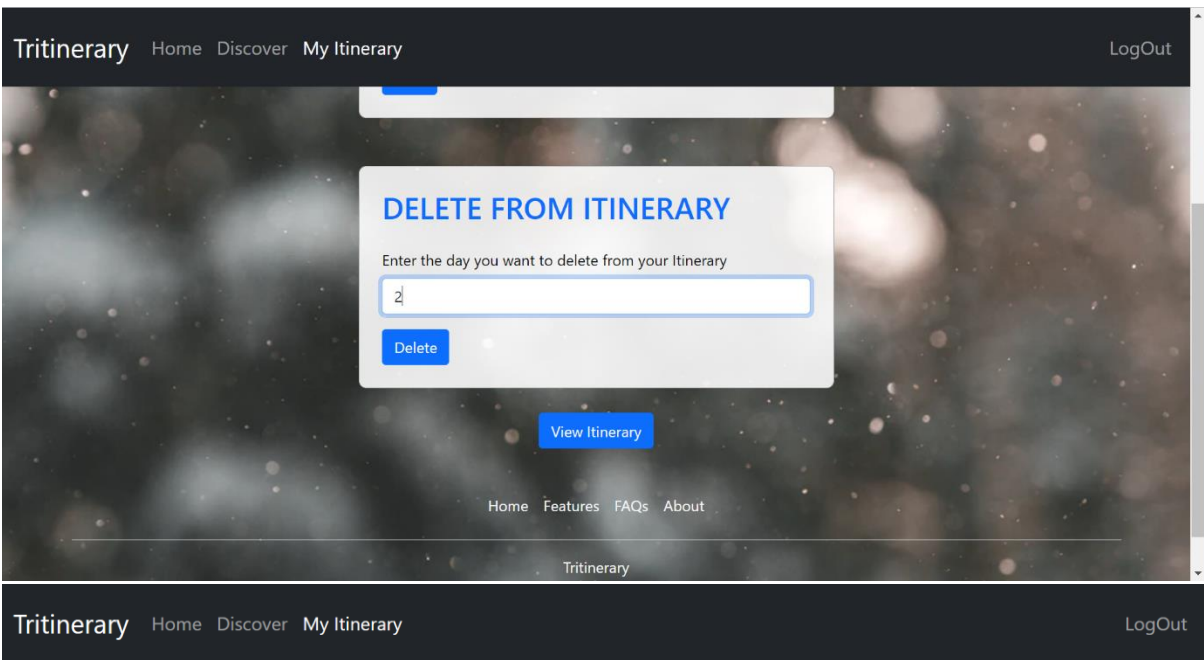 Tritinerary Home Discover My Itinerary LogOut
DELETE FROM ITINERARY
Enter the day you want to delete from your Itinerary
2
Delete
View Itinerary
Home Features FAQs About
Tritinerary
Tritinerary Home Discover My Itinerary LogOut